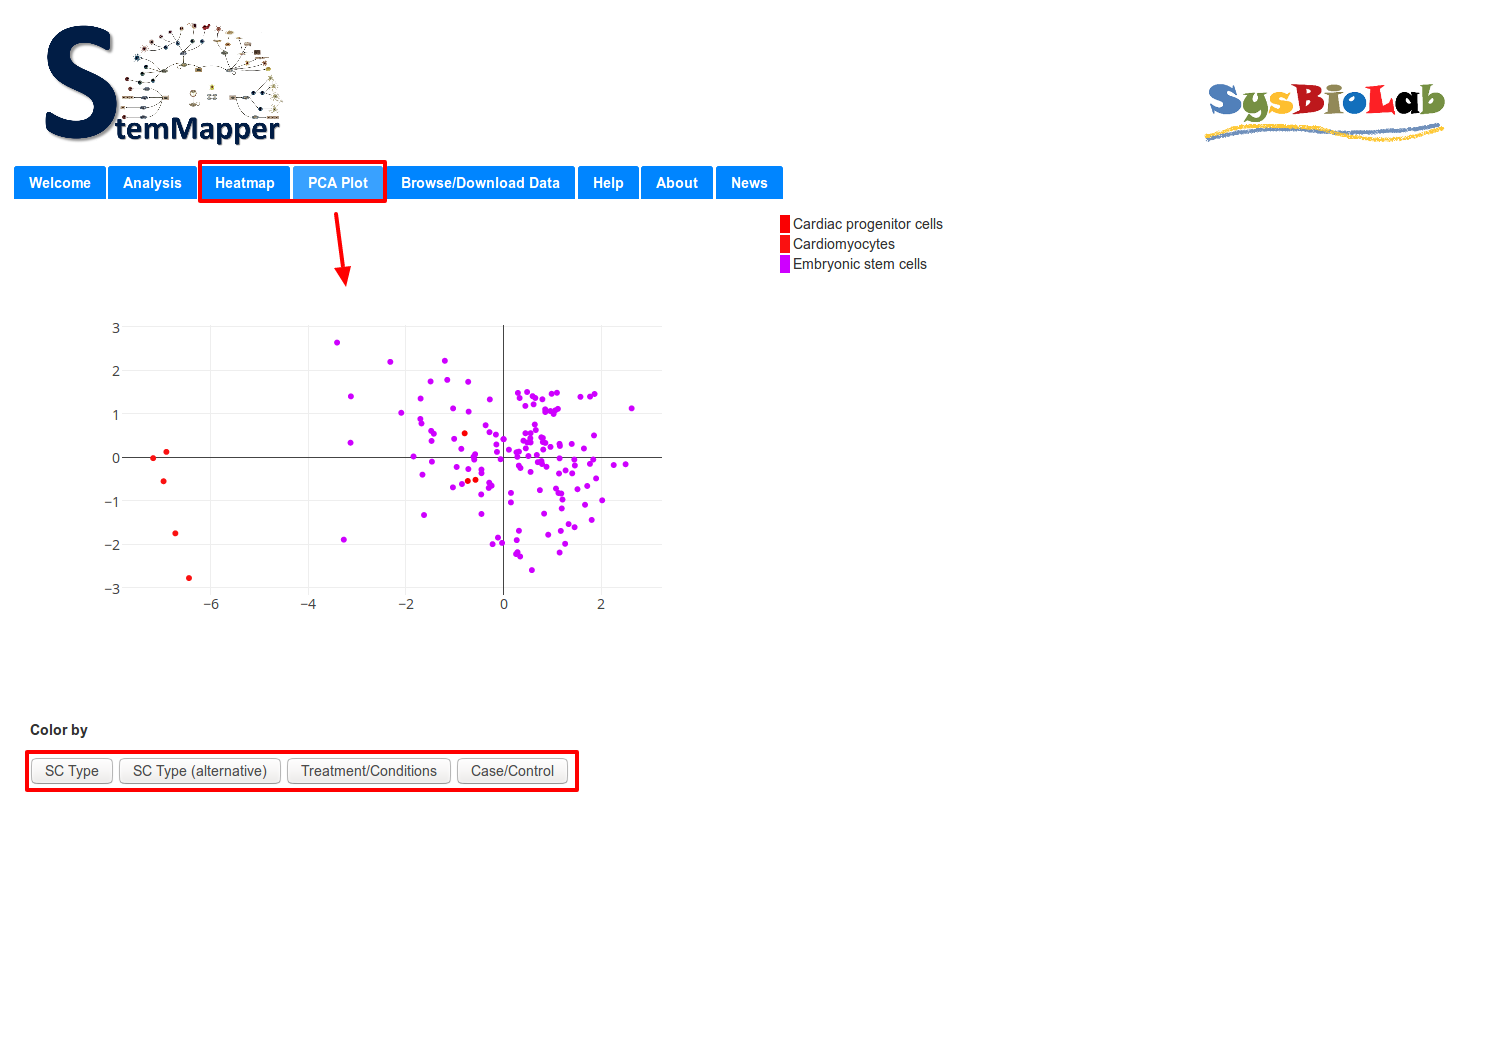 StemMapper
SysBioLab
Welcome Analysis Heatmap PCA Plot Browse/Download Data Help About News
Cardiac progenitor cells
Cardiomyocytes
Embryonic stem cells
3
2
1
0
−1
−2
−3
−6 −4 −2 0 2
Color by
SC Type SC Type (alternative) Treatment/Conditions Case/Control